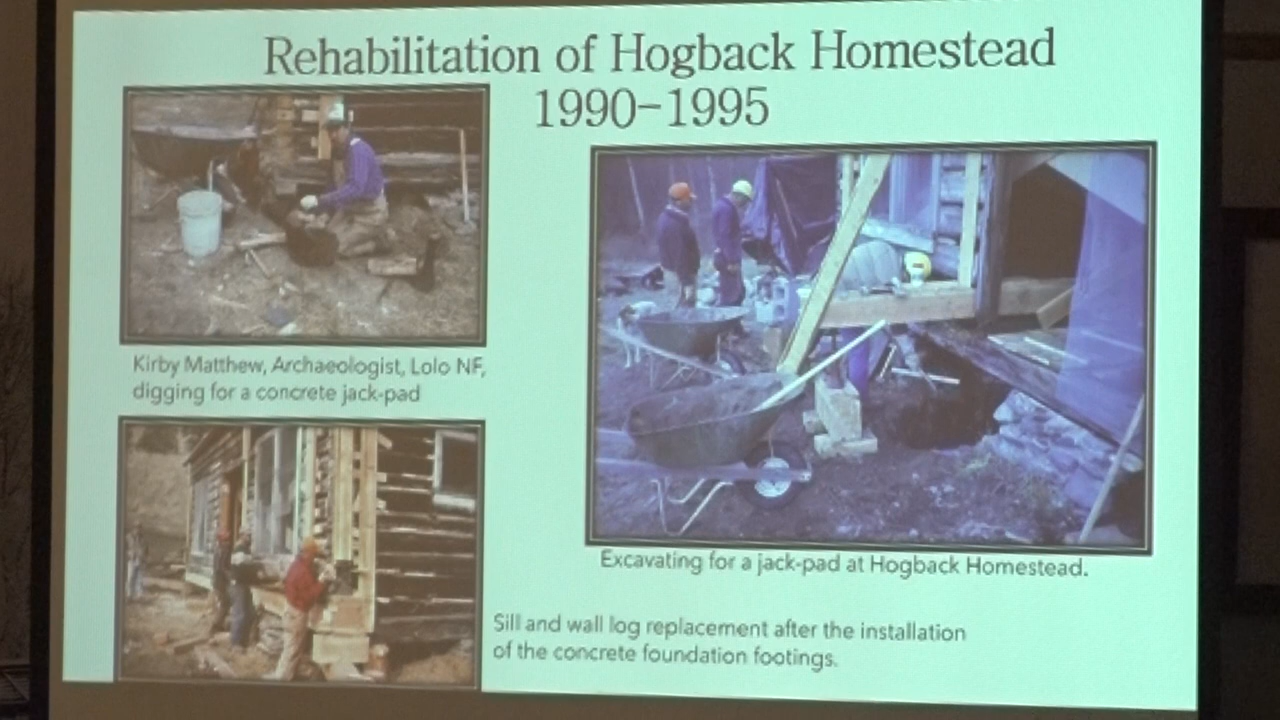 Rehabilitation of Hogback Homestead
1990-1995
Kirby Matthew, Archaeologist, Lolo NF,
digging for a concrete jack-pad
Excavating for a jack-pad at Hogback Homestead.
Sill and wall log replacement after the installation
of the concrete foundation footings.